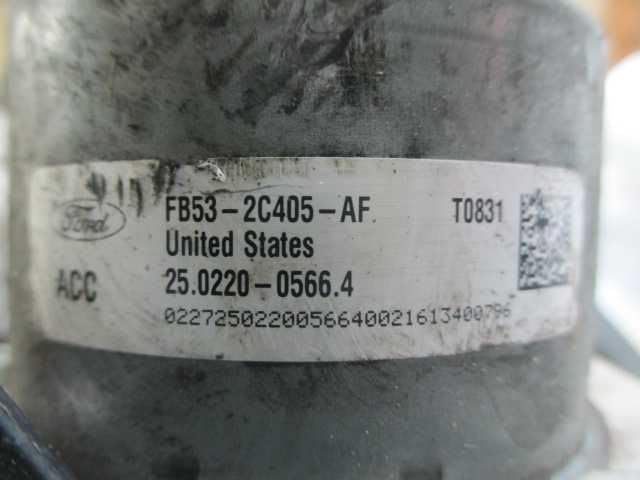 Ford
FB53-2C405-AF T0831
United States
ACC 25.0220-0566.4
0227250220056640021613400796